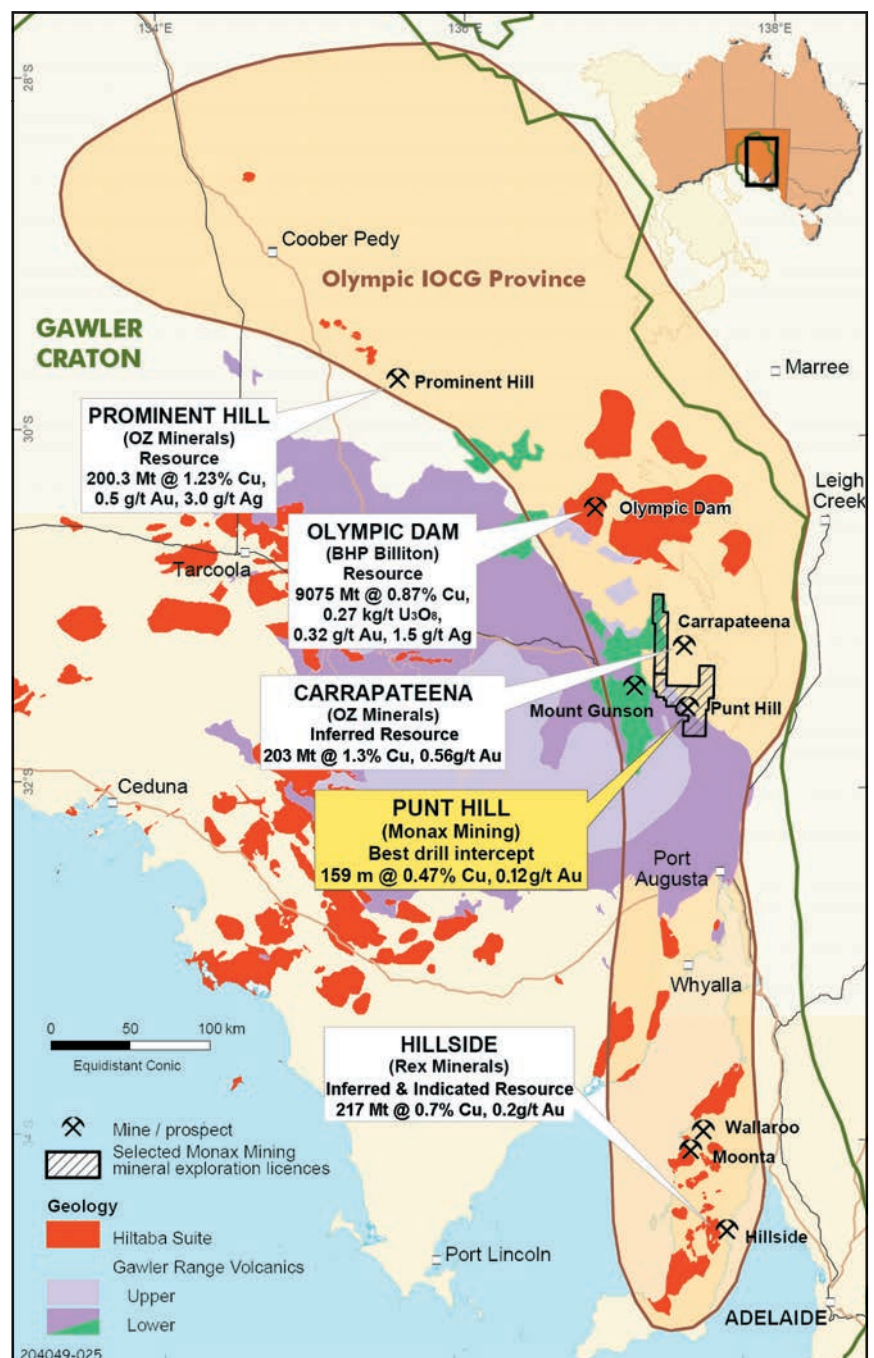 134°E
136°E
138°E
28°S
Coober Pedy
Olympic IOCG Province
GAWLER
CRATON
Marree
Prominent Hill
PROMINENT HILL
(OZ Minerals)
Resource
200.3 Mt @ 1.23% Cu,
0.5 g/t Au, 3.0 g/t Ag
30°S
Leigh
Creek
Olympic Dam
OLYMPIC DAM
(BHP Billiton)
Resource
9075 Mt @ 0.87% Cu,
0.27 kg/t U₃O₈,
0.32 g/t Au, 1.5 g/t Ag
Tarcoola
Carrapateena
CARRAPATEENA
(OZ Minerals)
Inferred Resource
203 Mt @ 1.3% Cu, 0.56g/t Au
Mount Gunson
Punt Hill
32°S
Ceduna
PUNT HILL
(Monax Mining)
Best drill intercept
159 m @ 0.47% Cu, 0.12g/t Au
Port
Augusta
Whyalla
0 50 100 km
Equidistant Conic
HILLSIDE
(Rex Minerals)
Inferred & Indicated Resource
217 Mt @ 0.7% Cu, 0.2g/t Au
34°S
Wallaroo
Moonta
Hillside
Port Lincoln
ADELAIDE
Mine / prospect
Selected Monax Mining
mineral exploration licences
Geology
Hiltaba Suite
Gawler Range Volcanics
Upper
Lower
204049-025